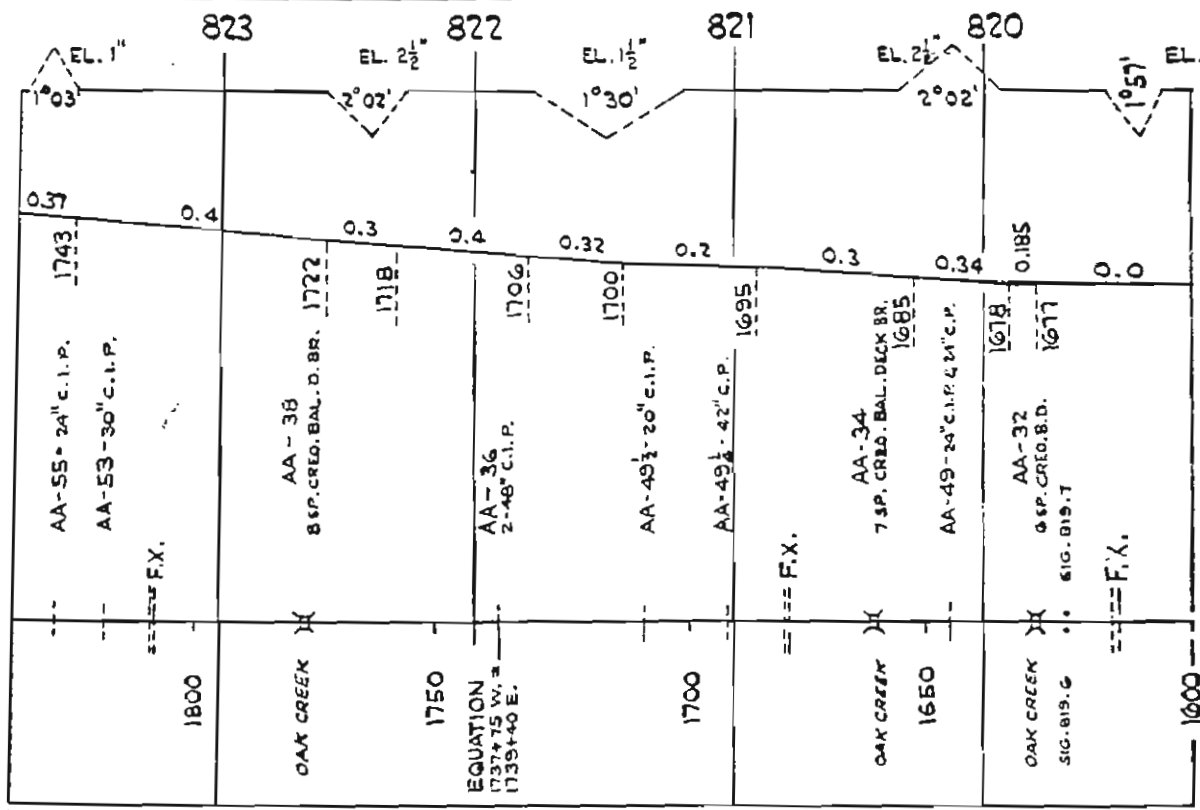 823
822
821
820
EL. 1"
EL. 2½"
EL. 1½"
EL. 2½"
EL.
1°03'
2°02'
1°30'
2°02'
1°57'
0.37
0.4
0.3
0.4
0.32
0.2
0.3
0.34
0.185
0.0
1743
1722
1718
1706
1700
1695
1685
1678
1677
AA-55-24" C.I.P.
AA-53-30" C.I.P.
AA-38
8 SP. CREO. BAL. D. BR.
AA-36
2-48" C.I.P.
AA-49½-20" C.I.P.
AA-49¼-42" C.P.
AA-34
7 SP. CREO. BAL. DECK BR.
AA-49-24" C.I.P. & 21" C.P.
AA-32
SP. CREO. B.D.
SIG. 819.7
F.X.
F.X.
F.X.
1800
OAK CREEK
1750
EQUATION
1737+75 W. =
1739+40 E.
1700
OAK CREEK
1650
OAK CREEK
SIG. 819.6
1600